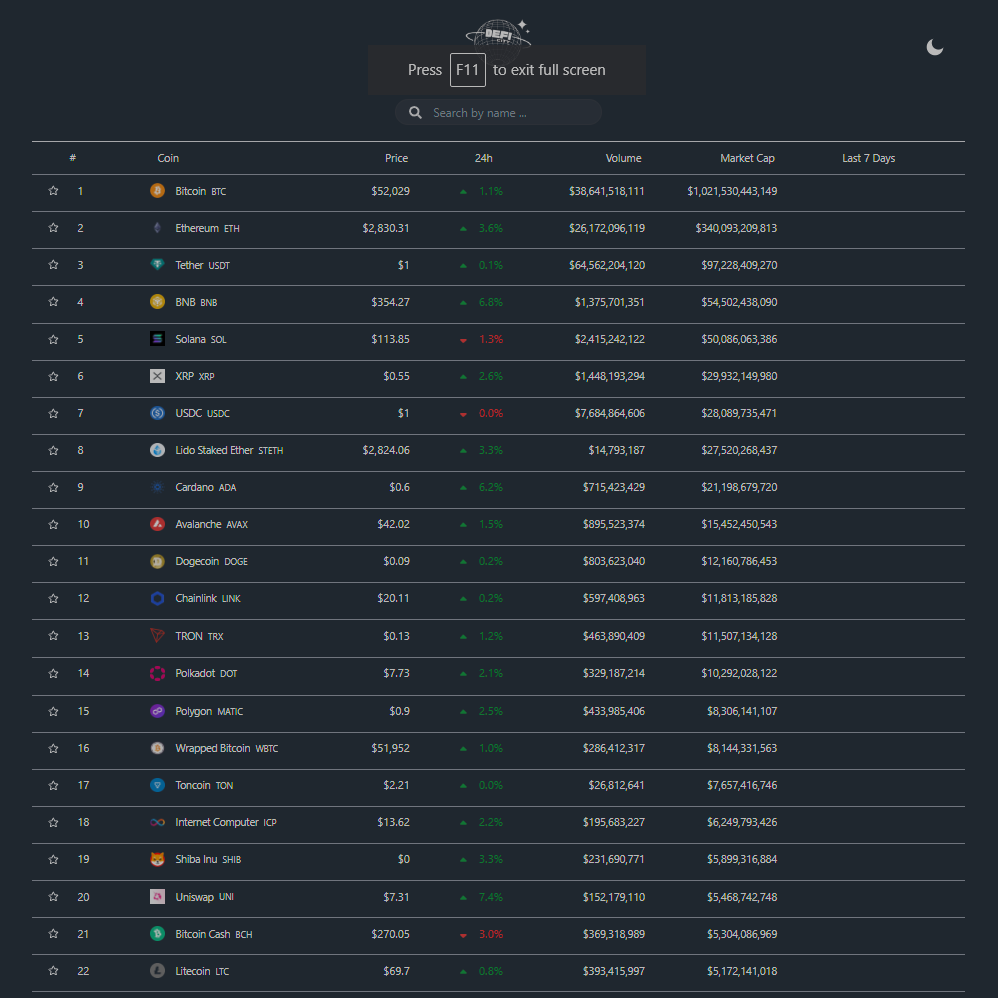 DEFI
Press F11 to exit full screen
Search by name ...
# Coin Price 24h Volume Market Cap Last 7 Days
1 Bitcoin BTC $52,029 1.1% $38,641,518,111 $1,021,530,443,149
2 Ethereum ETH $2,830.31 3.6% $26,172,096,119 $340,093,209,813
3 Tether USDT $1 0.1% $64,562,204,120 $97,228,409,270
4 BNB BNB $354.27 6.8% $1,375,701,351 $54,502,438,090
5 Solana SOL $113.85 1.3% $2,415,242,122 $50,086,063,386
6 XRP XRP $0.55 2.6% $1,448,193,294 $29,932,149,980
7 USDC USDC $1 0.0% $7,684,864,606 $28,089,735,471
8 Lido Staked Ether STETH $2,824.06 3.3% $14,793,187 $27,520,268,437
9 Cardano ADA $0.6 6.2% $715,423,429 $21,198,679,720
10 Avalanche AVAX $42.02 1.5% $895,523,374 $15,452,450,543
11 Dogecoin DOGE $0.09 0.2% $803,623,040 $12,160,786,453
12 Chainlink LINK $20.11 0.2% $597,408,963 $11,813,185,828
13 TRON TRX $0.13 1.2% $463,890,409 $11,507,134,128
14 Polkadot DOT $7.73 2.1% $329,187,214 $10,292,028,122
15 Polygon MATIC $0.9 2.5% $433,985,406 $8,306,141,107
16 Wrapped Bitcoin WBTC $51,952 1.0% $286,412,317 $8,144,331,563
17 Toncoin TON $2.21 0.0% $26,812,641 $7,657,416,746
18 Internet Computer ICP $13.62 2.2% $195,683,227 $6,249,793,426
19 Shiba Inu SHIB $0 3.3% $231,690,771 $5,899,316,884
20 Uniswap UNI $7.31 7.4% $152,179,110 $5,468,742,748
21 Bitcoin Cash BCH $270.05 3.0% $369,318,989 $5,304,086,969
22 Litecoin LTC $69.7 0.8% $393,415,997 $5,172,141,018